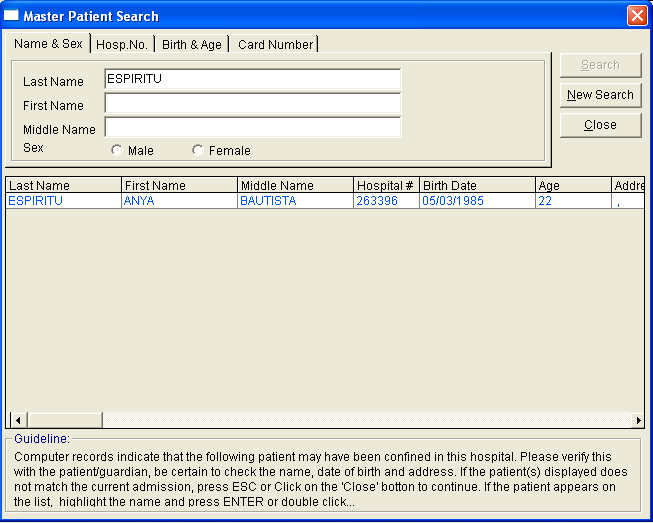 Master Patient Search
Name & Sex Hosp.No. Birth & Age Card Number
Last Name ESPIRITU
First Name
Middle Name
Sex Male Female
Search
New Search
Close
Last Name First Name Middle Name Hospital # Birth Date Age Addre
ESPIRITU ANYA BAUTISTA 263396 05/03/1985 22 ,
Guideline:
Computer records indicate that the following patient may have been confined in this hospital. Please verify this
with the patient/guardian, be certain to check the name, date of birth and address. If the patient(s) displayed does
not match the current admission, press ESC or Click on the 'Close' botton to continue. If the patient appears on
the list, highlight the name and press ENTER or double click...